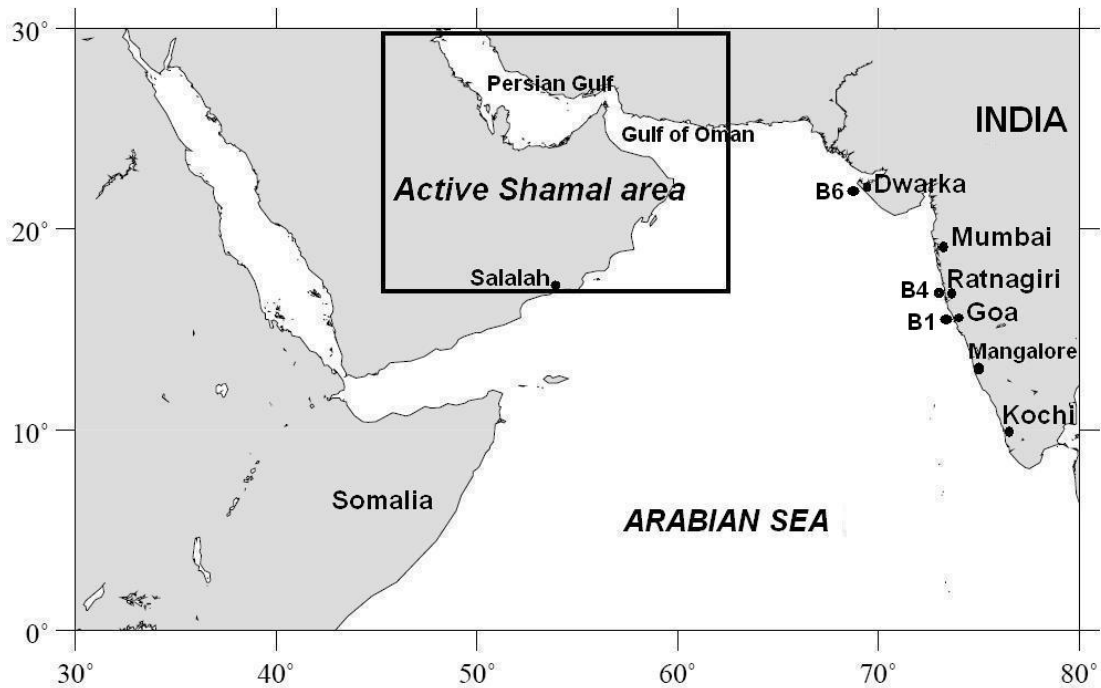 30°
Persian Gulf
INDIA
Gulf of Oman
Active Shamal area
B6
Dwarka
20°
Mumbai
Salalah
B4
Ratnagiri
B1
Goa
Mangalore
10°
Kochi
Somalia
ARABIAN SEA
0°
30°
40°
50°
60°
70°
80°